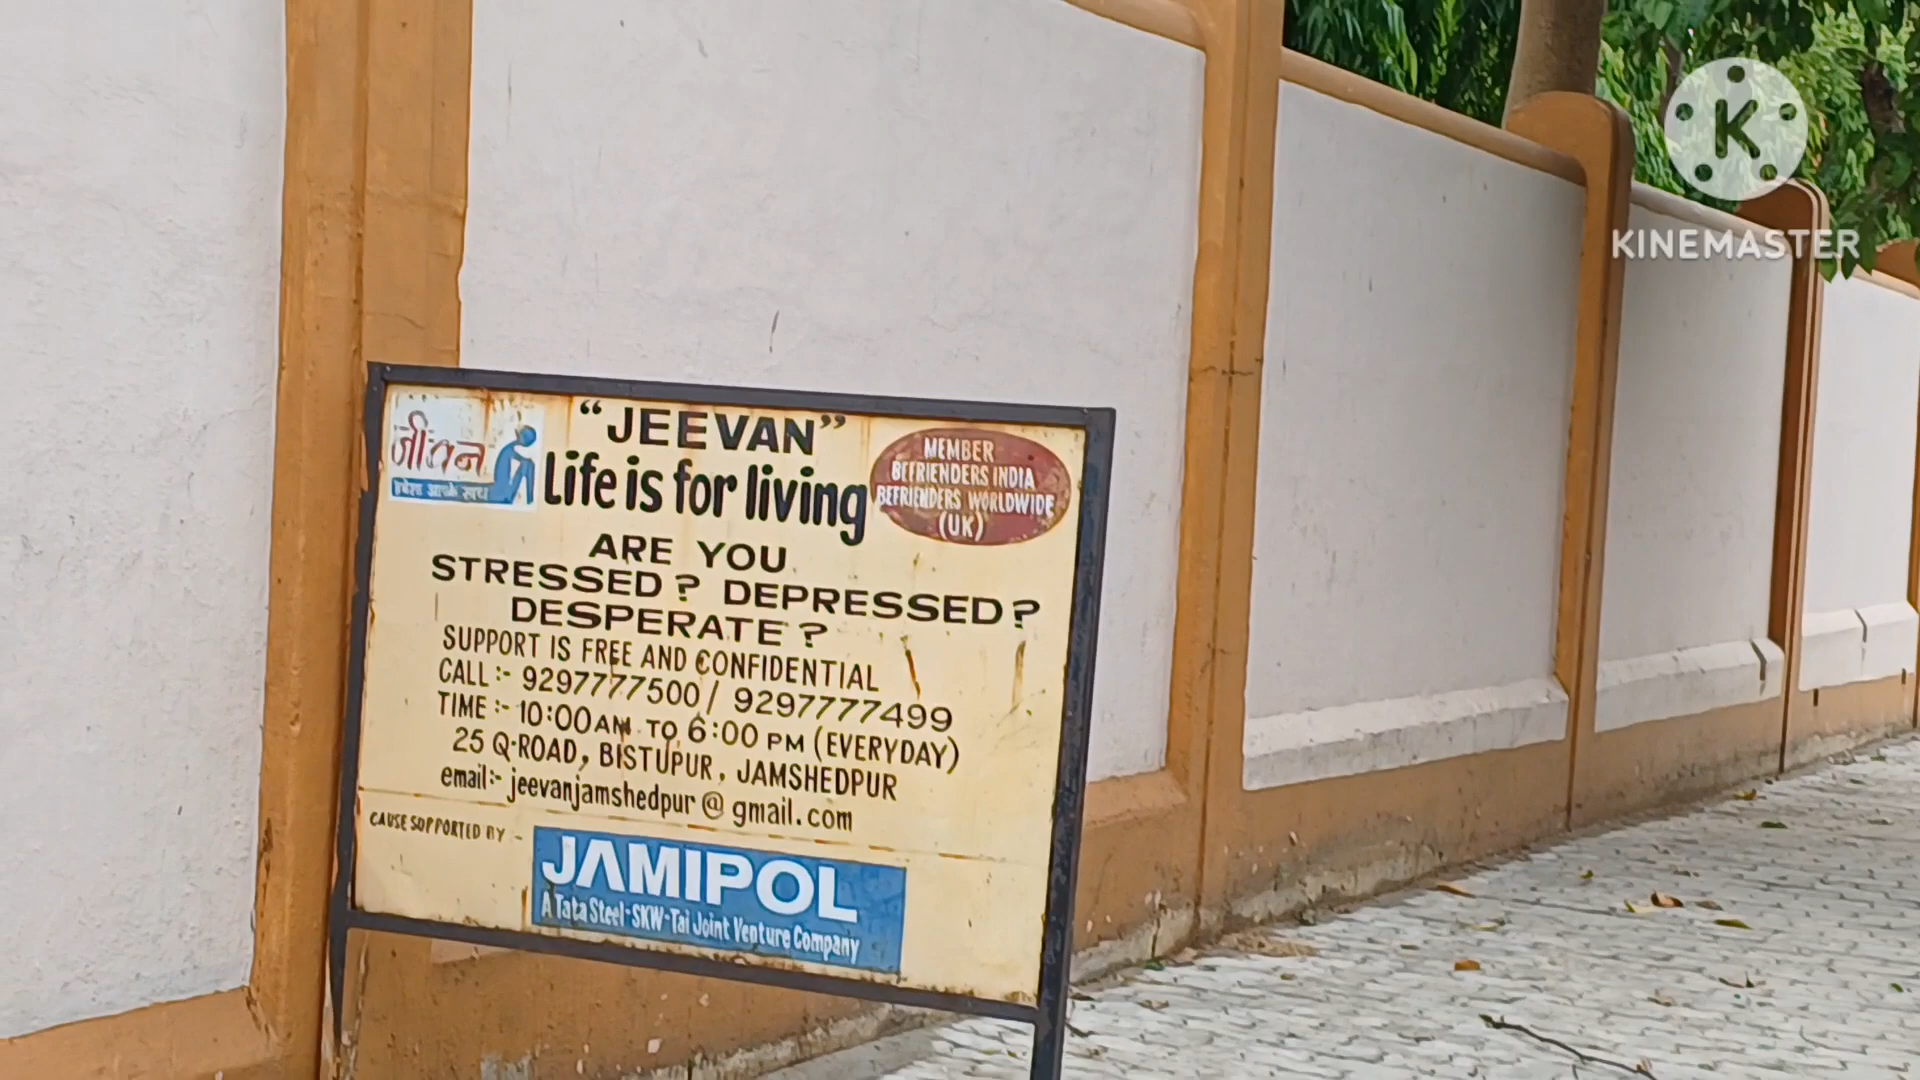 "JEEVAN"
जीवन
हमेशा आपके साथ
Life is for living
MEMBER
BEFRIENDERS INDIA
BEFRIENDERS WORLDWIDE
(UK)
ARE YOU
STRESSED? DEPRESSED?
DESPERATE?
SUPPORT IS FREE AND CONFIDENTIAL
CALL:- 9297777500/ 9297777499
TIME:- 10:00AM TO 6:00 PM (EVERYDAY)
25 Q-ROAD, BISTUPUR, JAMSHEDPUR
email:- jeevanjamshedpur@gmail.com
CAUSE SUPPORTED BY -
JAMIPOL
A Tata Steel-SKW-Tai Joint Venture Company
K
KINEMASTER